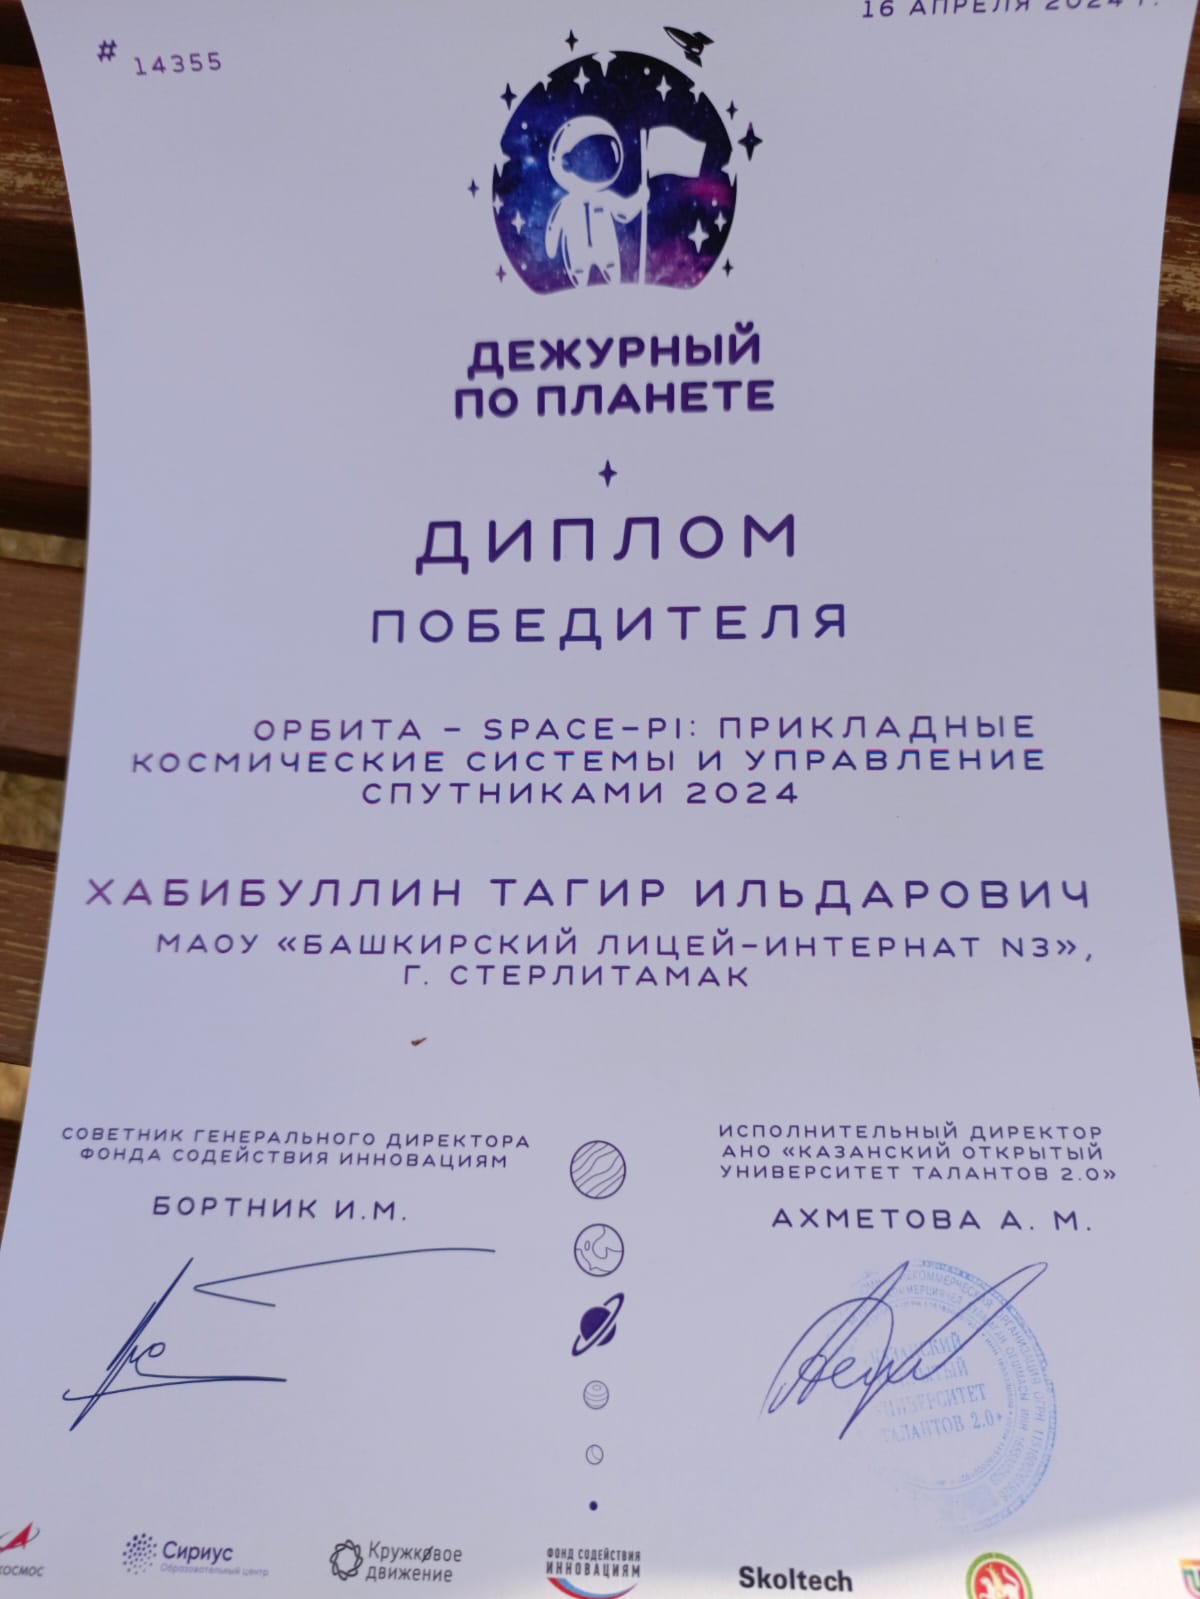 16 АПРЕЛЯ 2024 Г.
# 14355
ДЕЖУРНЫЙ
ПО ПЛАНЕТЕ
ДИПЛОМ
ПОБЕДИТЕЛЯ
ОРБИТА - SPACE-PI: ПРИКЛАДНЫЕ
КОСМИЧЕСКИЕ СИСТЕМЫ И УПРАВЛЕНИЕ
СПУТНИКАМИ 2024
ХАБИБУЛЛИН ТАГИР ИЛЬДАРОВИЧ
МАОУ «БАШКИРСКИЙ ЛИЦЕЙ-ИНТЕРНАТ N3»,
Г. СТЕРЛИТАМАК
СОВЕТНИК ГЕНЕРАЛЬНОГО ДИРЕКТОРА
ФОНДА СОДЕЙСТВИЯ ИННОВАЦИЯМ
БОРТНИК И.М.
ИСПОЛНИТЕЛЬНЫЙ ДИРЕКТОР
АНО «КАЗАНСКИЙ ОТКРЫТЫЙ
УНИВЕРСИТЕТ ТАЛАНТОВ 2.0»
АХМЕТОВА А. М.
УНИВЕРСИТЕТ
ТАЛАНТОВ 2.0
КОСМОС
Сириус
Образовательный центр
Кружковое
движение
ФОНД СОДЕЙСТВИЯ
ИННОВАЦИЯМ
Skoltech